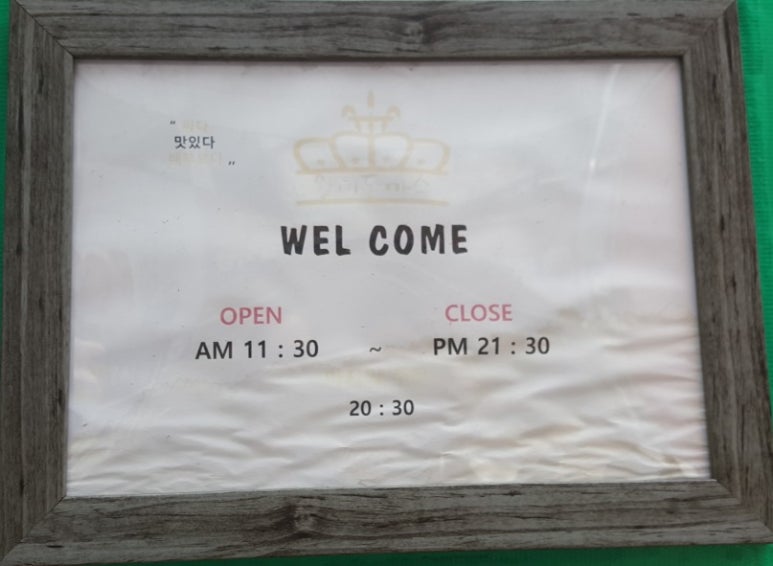 “
맛있다
”
WEL COME
OPEN CLOSE
AM 11 : 30 ~ PM 21 : 30
20 : 30